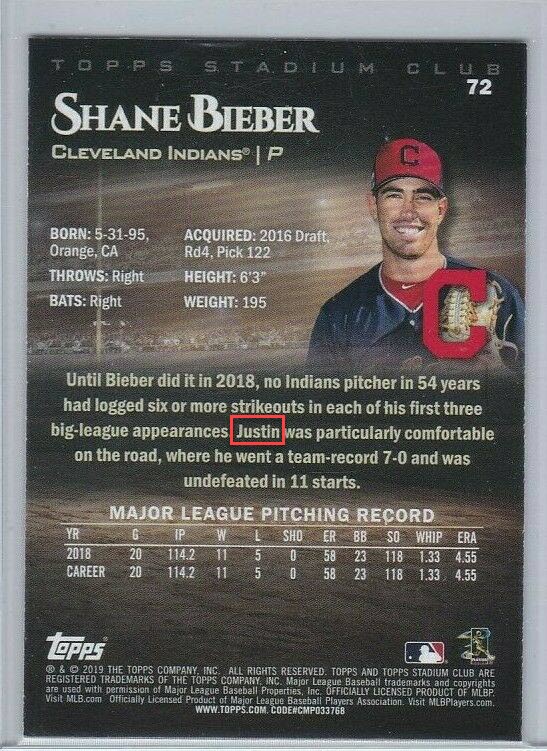 TOPPS STADIUM CLUB
72
SHANE BIEBER
CLEVELAND INDIANS® | P
BORN: 5-31-95,
Orange, CA
THROWS: Right
BATS: Right
ACQUIRED: 2016 Draft,
Rd4, Pick 122
HEIGHT: 6'3"
WEIGHT: 195
C
C
Until Bieber did it in 2018, no Indians pitcher in 54 years
had logged six or more strikeouts in each of his first three
big-league appearances. Justin was particularly comfortable
on the road, where he went a team-record 7-0 and was
undefeated in 11 starts.
MAJOR LEAGUE PITCHING RECORD
YR G IP W L SHO ER BB SO WHIP ERA
2018 20 114.2 11 5 0 58 23 118 1.33 4.55
CAREER 20 114.2 11 5 0 58 23 118 1.33 4.55
topps
® & © 2019 THE TOPPS COMPANY, INC. ALL RIGHTS RESERVED. TOPPS AND TOPPS STADIUM CLUB ARE
REGISTERED TRADEMARKS OF THE TOPPS COMPANY, INC. Major League Baseball trademarks and copyrights
are used with permission of Major League Baseball Properties, Inc. OFFICIALLY LICENSED PRODUCT OF MLBP.
Visit MLB.com Officially Licensed Product of Major League Baseball Players Association. Visit MLBPlayers.com
WWW.TOPPS.COM. CODE#CMP033768